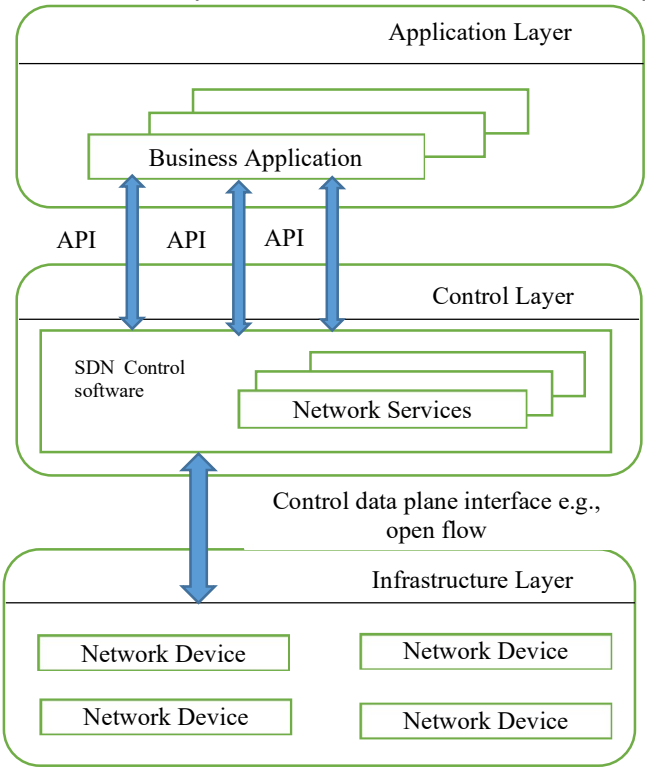 Application Layer
Business Application
API API API
Control Layer
SDN Control
software
Network Services
Control data plane interface e.g.,
open flow
Infrastructure Layer
Network Device Network Device
Network Device Network Device